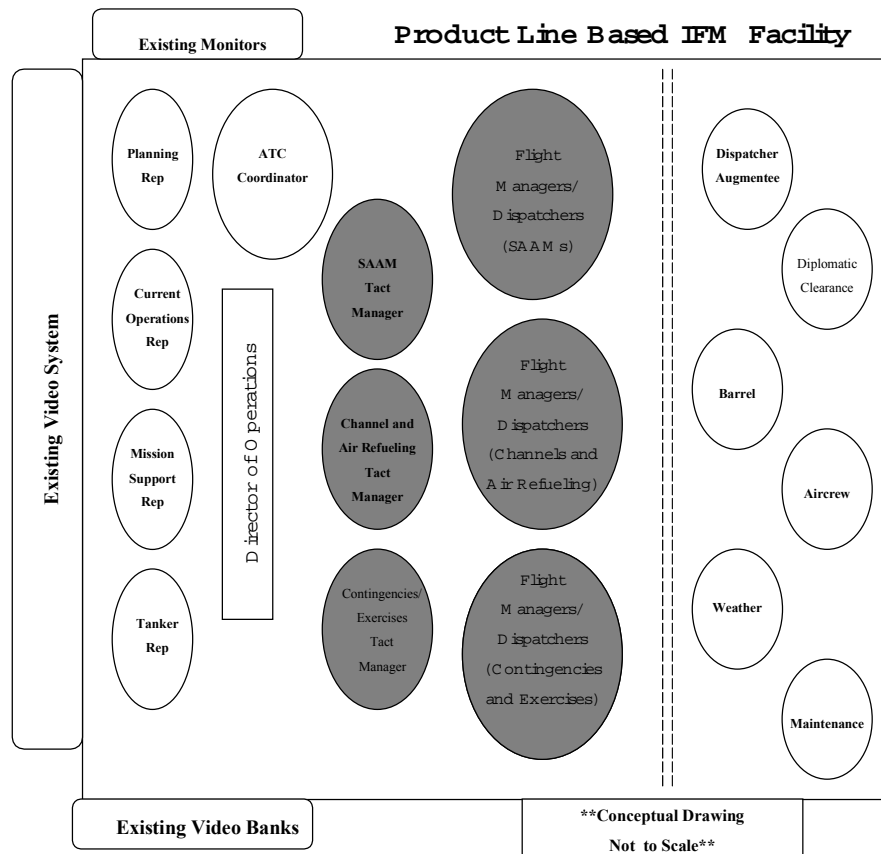 Existing Monitors
Product Line Based IFM Facility
Existing Video System
Planning
Rep
ATC
Coordinator
Current
Operations
Rep
Mission
Support
Rep
Tanker
Rep
Director of Operations
SAAM
Tact
Manager
Channel and
Air Refueling
Tact
Manager
Contingencies/
Exercises
Tact
Manager
Flight
Managers/
Dispatchers
(SAAMs)
Flight
Managers/
Dispatchers
(Channels and
Air Refueling)
Flight
Managers/
Dispatchers
(Contingencies
and Exercises)
Dispatcher
Augmentee
Diplomatic
Clearance
Barrel
Aircrew
Weather
Maintenance
Existing Video Banks
**Conceptual Drawing
Not to Scale**